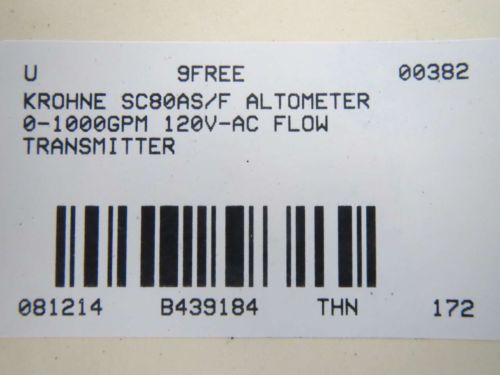 U 9FREE 00382
KROHNE SC80AS/F ALTOMETER
0-1000GPM 120V-AC FLOW
TRANSMITTER
081214 B439184 THN 172